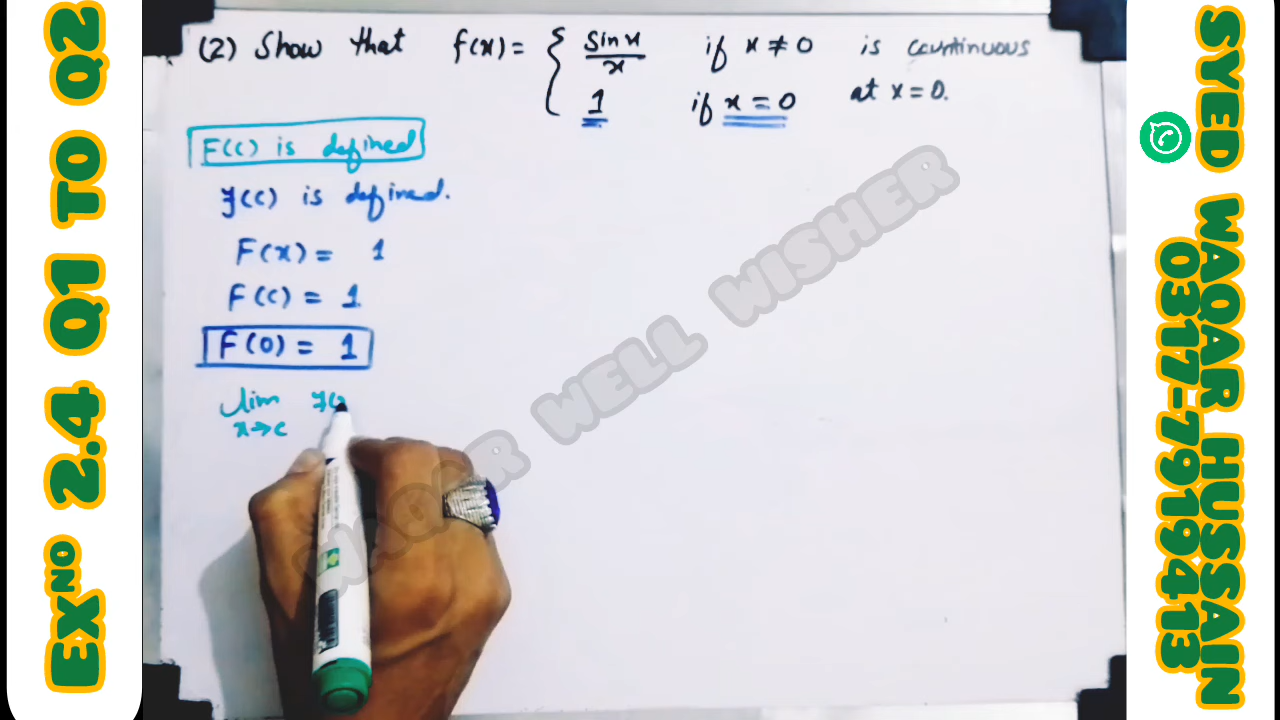 EXNO 2.4 Q1 TO Q2
(2) Show that f(x) = { sin x / x if x ≠ 0 is countinuous
1 if x = 0 at x = 0.
F(c) is defined
f(c) is defined.
F(x) = 1
F(c) = 1
F(0) = 1
lim f(
x→c
WAQAR WELL WISHER
SYED WAQAR HUSSAIN
0317-7919413